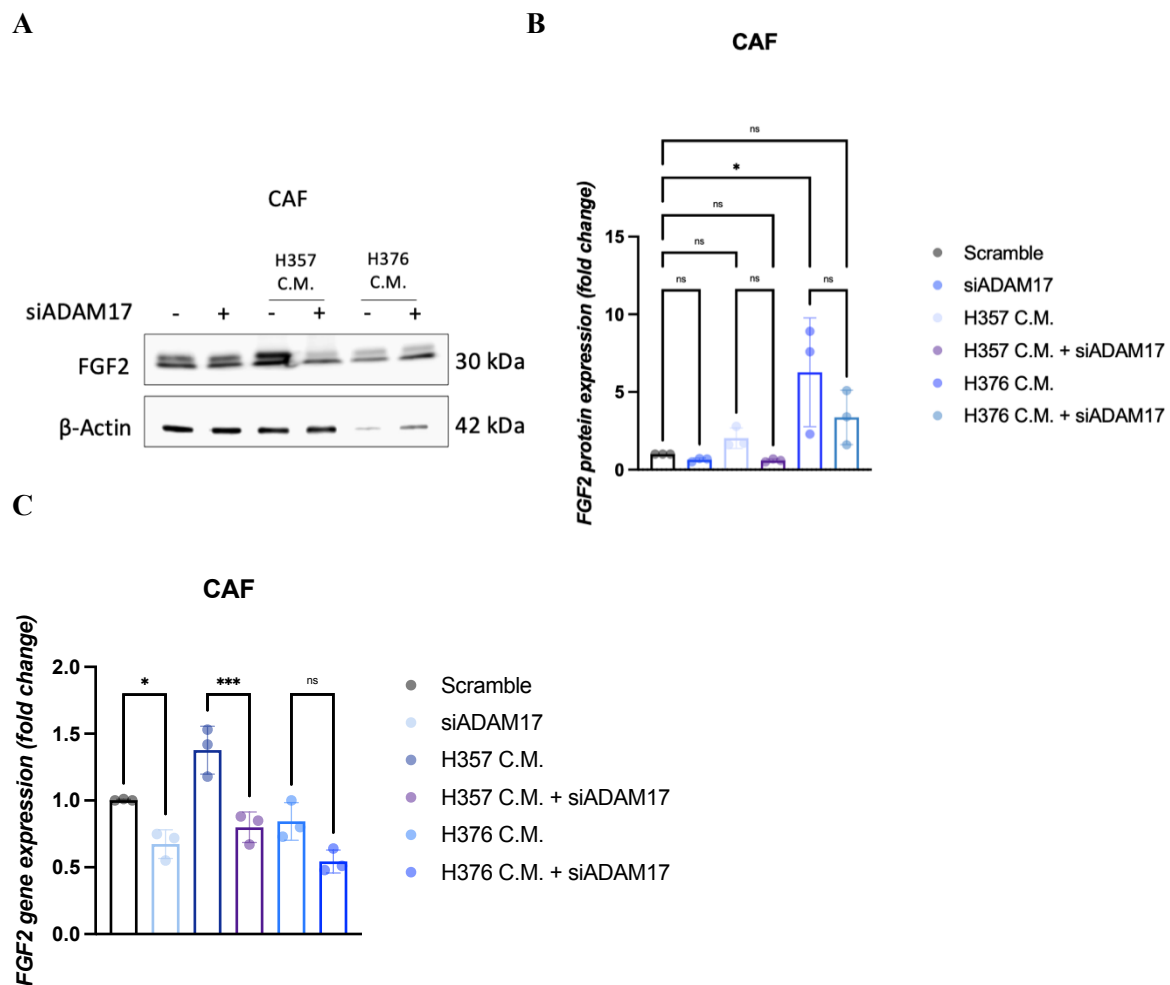 A
CAF
H357 H376
C.M. C.M.
siADAM17 - + - + - +
FGF2 30 kDa
β-Actin 42 kDa
B
CAF
FGF2 protein expression (fold change)
15
10
5
0
ns
*
ns
ns
ns
ns
ns
Scramble
siADAM17
H357 C.M.
H357 C.M. + siADAM17
H376 C.M.
H376 C.M. + siADAM17
C
CAF
FGF2 gene expression (fold change)
2.0
1.5
1.0
0.5
0.0
* *** ns
Scramble
siADAM17
H357 C.M.
H357 C.M. + siADAM17
H376 C.M.
H376 C.M. + siADAM17